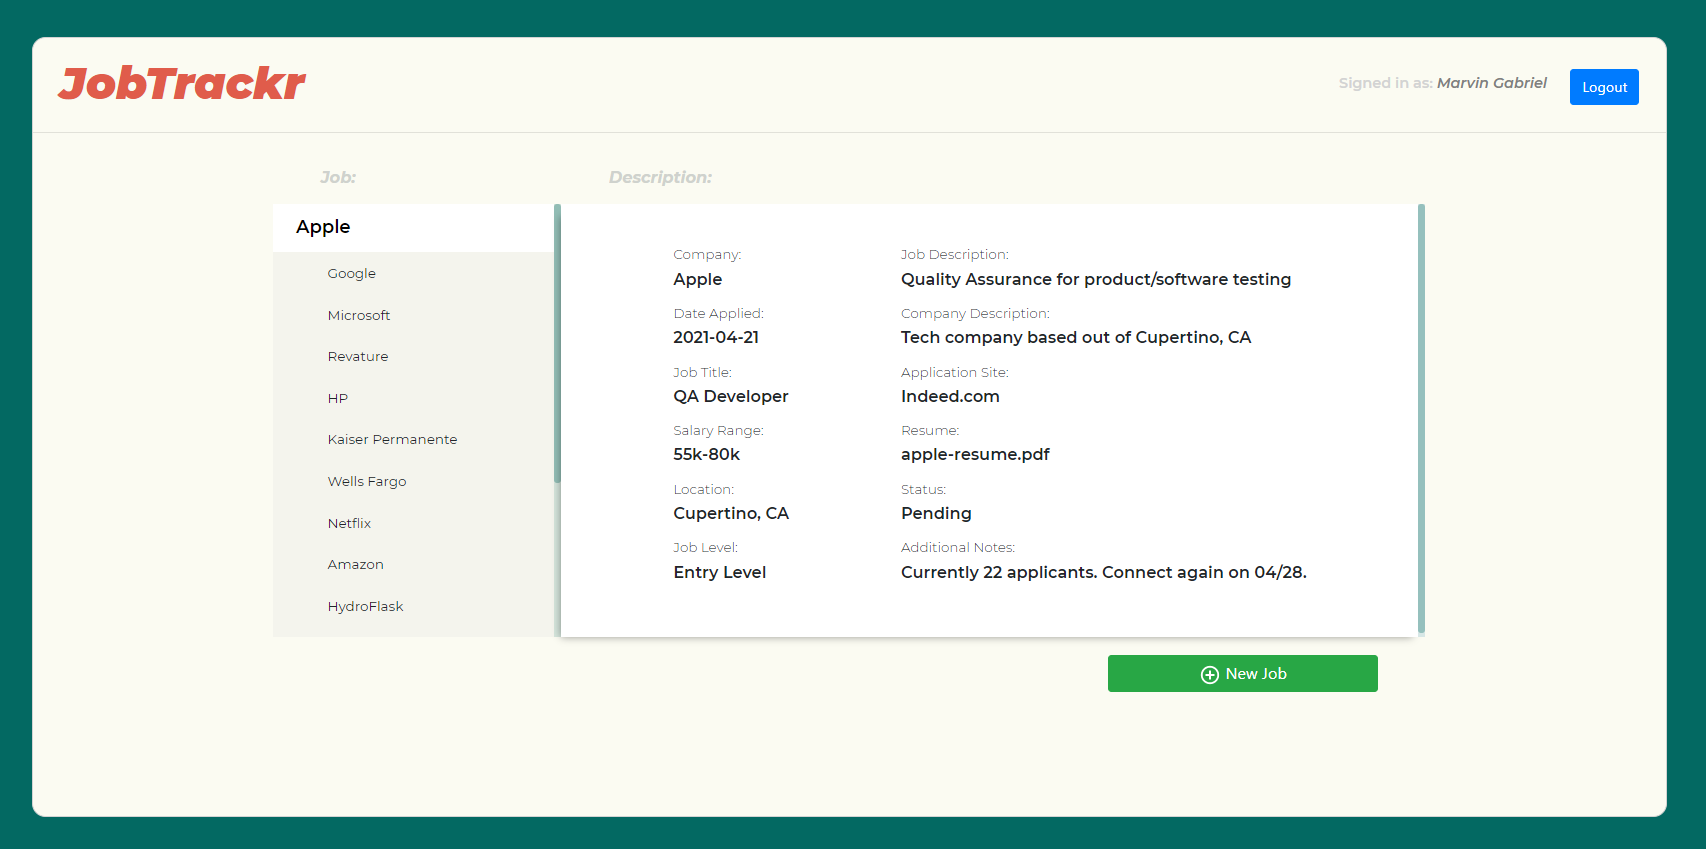 JobTrackr
Signed in as: Marvin Gabriel
Logout
Job:
Description:
Apple
Google
Microsoft
Revature
HP
Kaiser Permanente
Wells Fargo
Netflix
Amazon
HydroFlask
Company:
Apple
Date Applied:
2021-04-21
Job Title:
QA Developer
Salary Range:
55k-80k
Location:
Cupertino, CA
Job Level:
Entry Level
Job Description:
Quality Assurance for product/software testing
Company Description:
Tech company based out of Cupertino, CA
Application Site:
Indeed.com
Resume:
apple-resume.pdf
Status:
Pending
Additional Notes:
Currently 22 applicants. Connect again on 04/28.
New Job